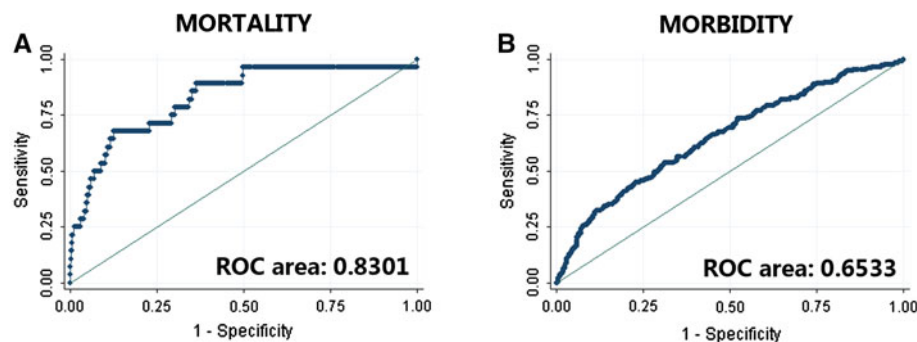 A
MORTALITY
1.00
0.75
0.50
0.25
0.00
Sensitivity
ROC area: 0.8301
0.00 0.25 0.50 0.75 1.00
1 - Specificity
B
MORBIDITY
1.00
0.75
0.50
0.25
0.00
Sensitivity
ROC area: 0.6533
0.00 0.25 0.50 0.75 1.00
1 - Specificity